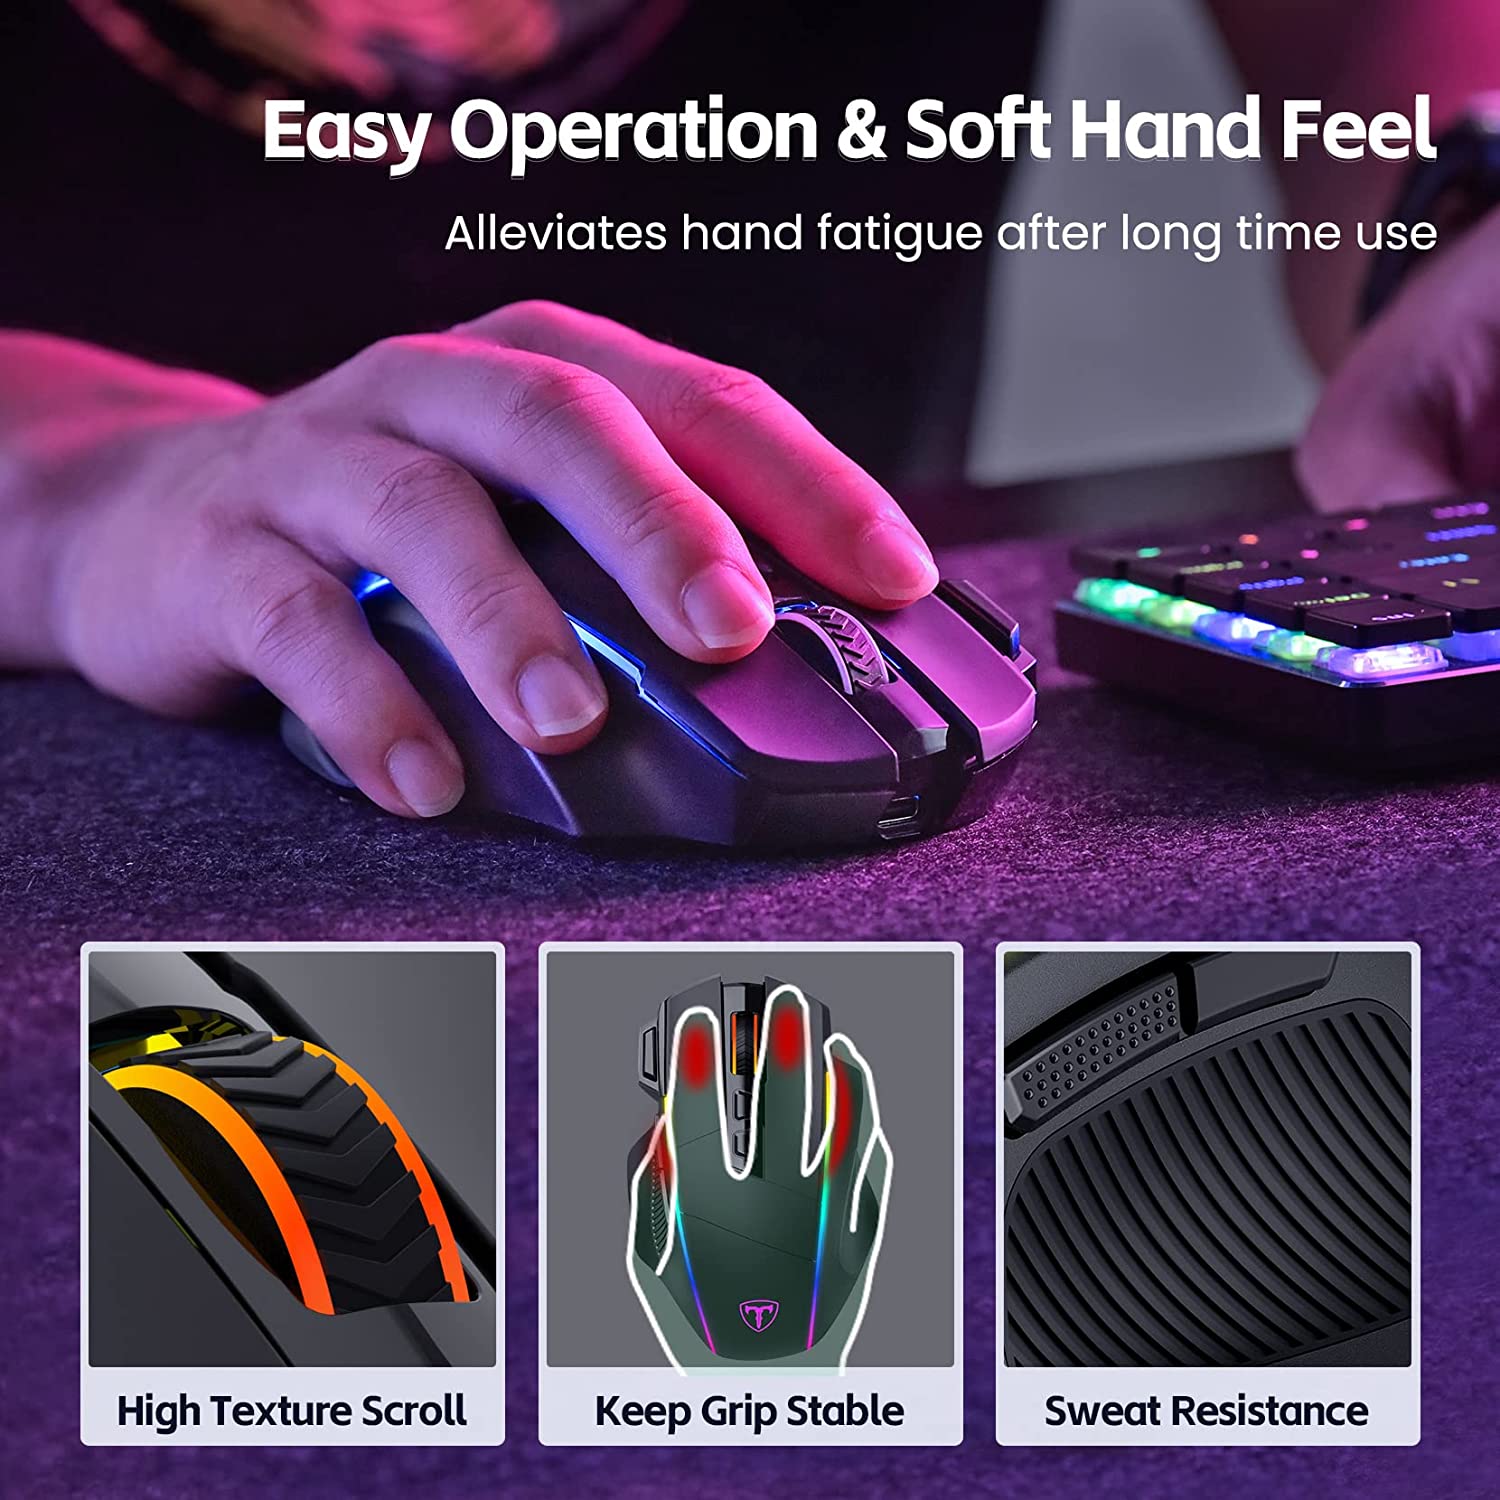 Easy Operation & Soft Hand Feel
Alleviates hand fatigue after long time use
High Texture Scroll
Keep Grip Stable
Sweat Resistance